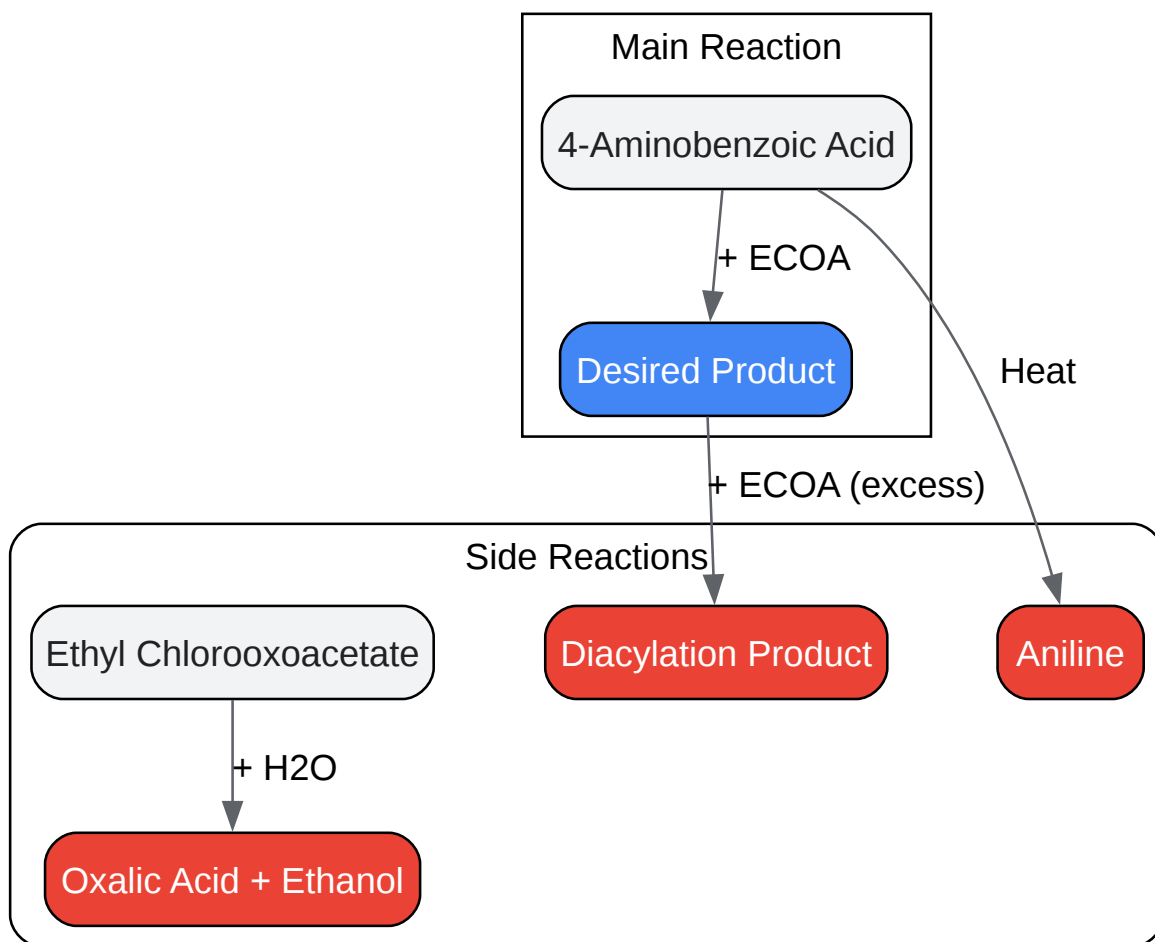 Main Reaction
4-Aminobenzoic Acid
+ ECOA
Desired Product
Heat
+ ECOA (excess)
Side Reactions
Ethyl Chlorooxoacetate
Diacylation Product
Aniline
+ H2O
Oxalic Acid + Ethanol